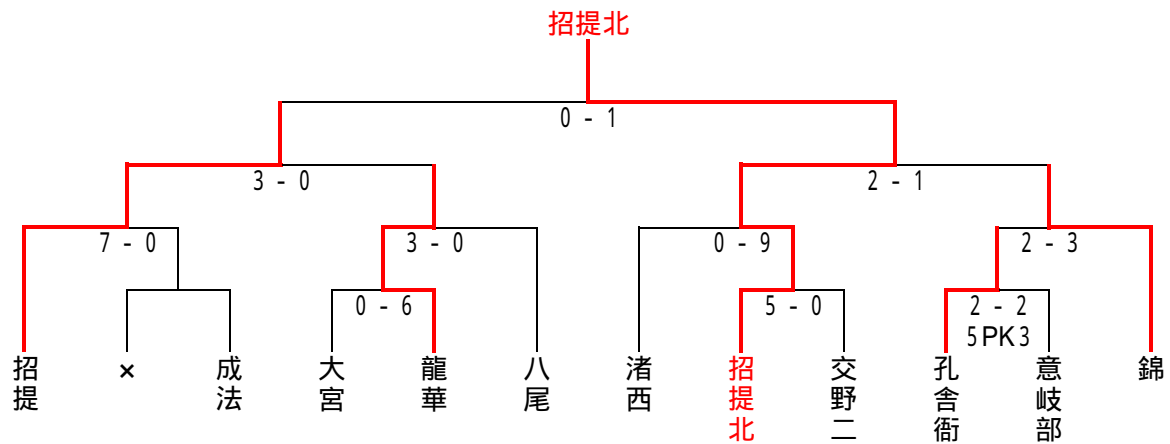 招提北
0 - 1
3 - 0
2 - 1
7 - 0
3 - 0
0 - 9
2 - 3
0 - 6
5 - 0
2 - 2
5 PK 3
招提
×
成法
大宮
龍華
八尾
渚西
招提北
交野二
孔舎衙
意岐部
錦